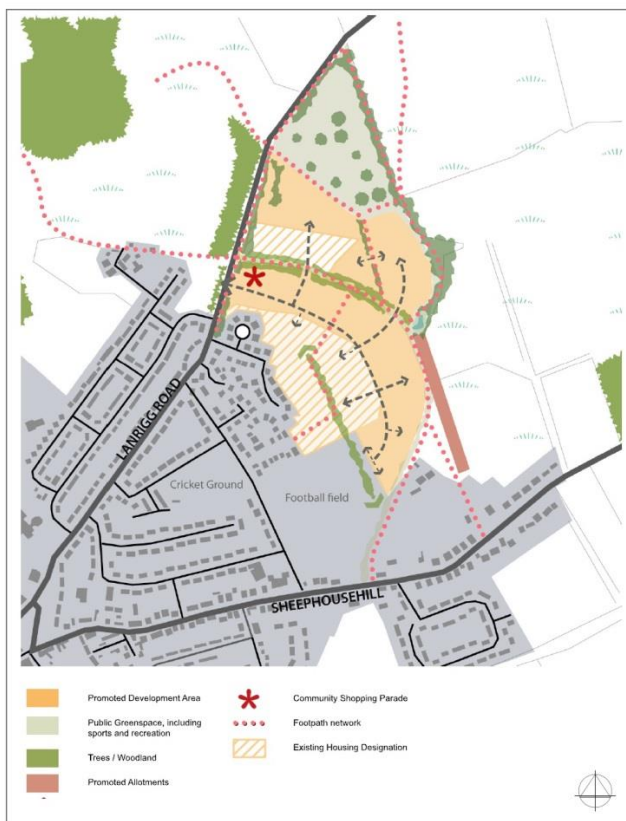 LANRIGG ROAD
Cricket Ground
Football field
SHEEPHOUSEHILL
Promoted Development Area
Public Greenspace, including
sports and recreation
Trees / Woodland
Promoted Allotments
Community Shopping Parade
Footpath network
Existing Housing Designation